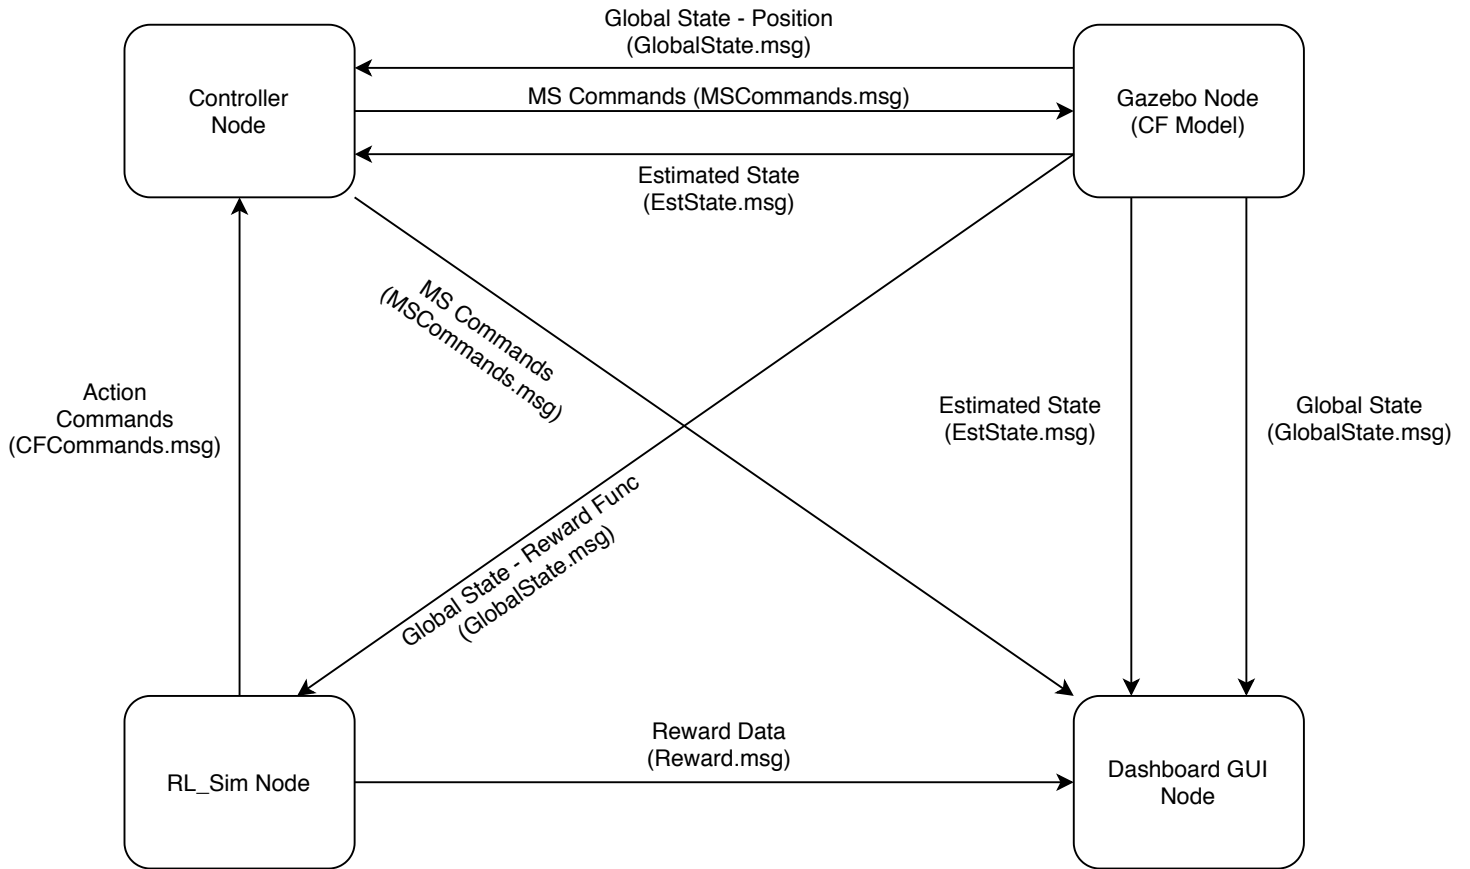 Global State - Position
(GlobalState.msg)
Controller
Node
MS Commands (MSCommands.msg)
Gazebo Node
(CF Model)
Estimated State
(EstState.msg)
MS Commands
(MSCommands.msg)
Action
Commands
(CFCommands.msg)
Estimated State
(EstState.msg)
Global State
(GlobalState.msg)
Global State - Reward Func
(GlobalState.msg)
Reward Data
(Reward.msg)
RL_Sim Node
Dashboard GUI
Node